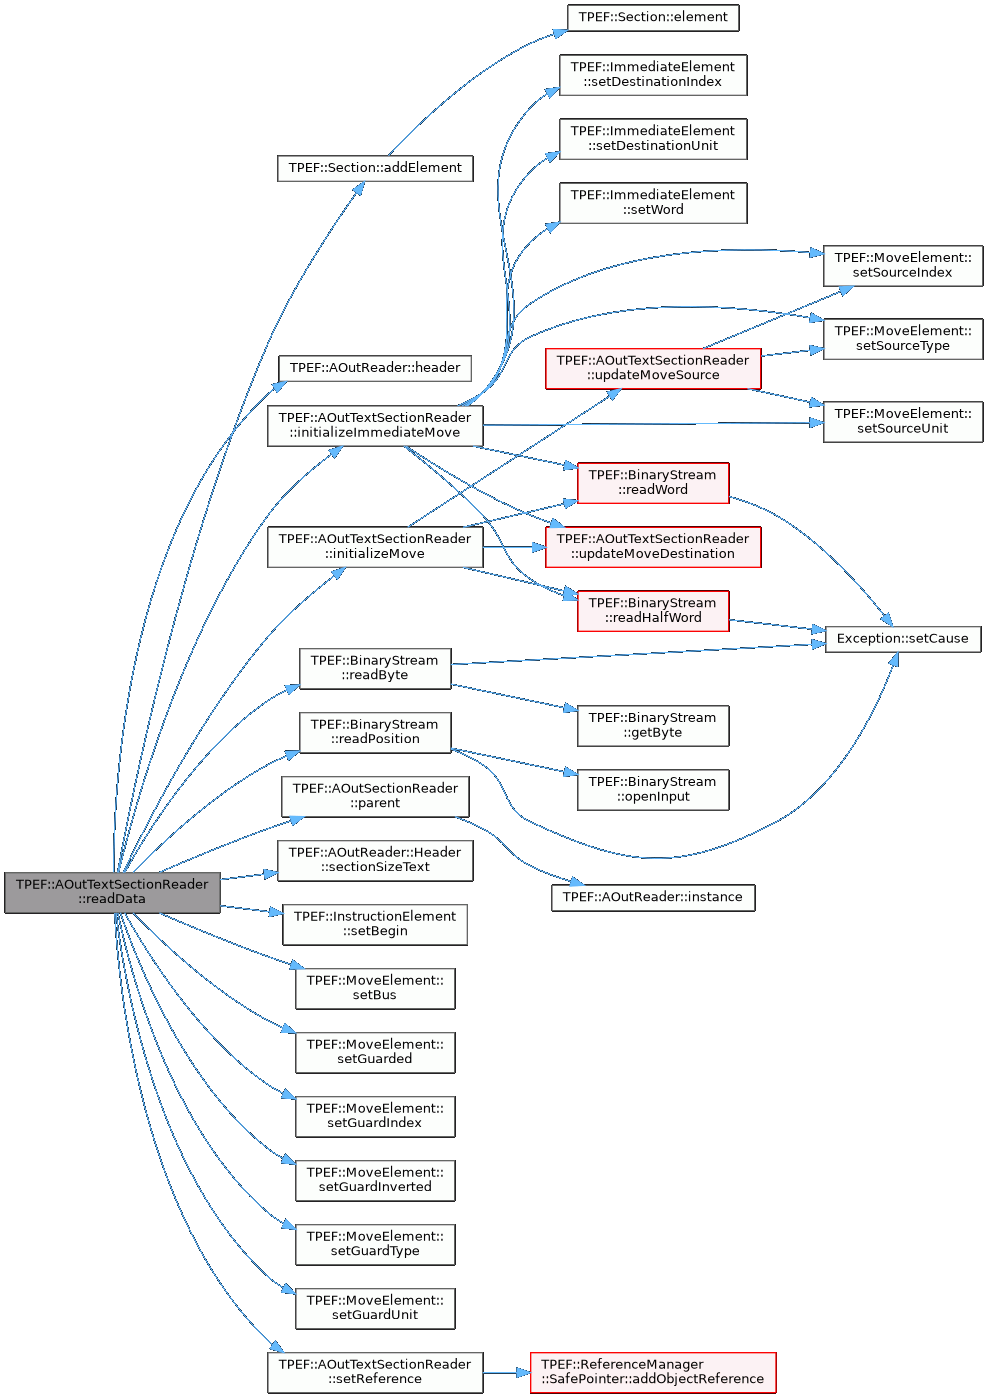 TPEF::Section::element
TPEF::ImmediateElement
::setDestinationIndex
TPEF::ImmediateElement
::setDestinationUnit
TPEF::Section::addElement
TPEF::ImmediateElement
::setWord
TPEF::MoveElement::
setSourceIndex
TPEF::MoveElement::
setSourceType
TPEF::AOutReader::header
TPEF::AOutTextSectionReader
::updateMoveSource
TPEF::AOutTextSectionReader
::initializeImmediateMove
TPEF::MoveElement::
setSourceUnit
TPEF::BinaryStream
::readWord
TPEF::AOutTextSectionReader
::initializeMove
TPEF::AOutTextSectionReader
::updateMoveDestination
TPEF::BinaryStream
::readHalfWord
Exception::setCause
TPEF::BinaryStream
::readByte
TPEF::BinaryStream
::getByte
TPEF::BinaryStream
::readPosition
TPEF::BinaryStream
::openInput
TPEF::AOutSectionReader
::parent
TPEF::AOutReader::Header
::sectionSizeText
TPEF::AOutTextSectionReader
::readData
TPEF::AOutReader::instance
TPEF::InstructionElement
::setBegin
TPEF::MoveElement::
setBus
TPEF::MoveElement::
setGuarded
TPEF::MoveElement::
setGuardIndex
TPEF::MoveElement::
setGuardInverted
TPEF::MoveElement::
setGuardType
TPEF::MoveElement::
setGuardUnit
TPEF::AOutTextSectionReader
::setReference
TPEF::ReferenceManager
::SafePointer::addObjectReference